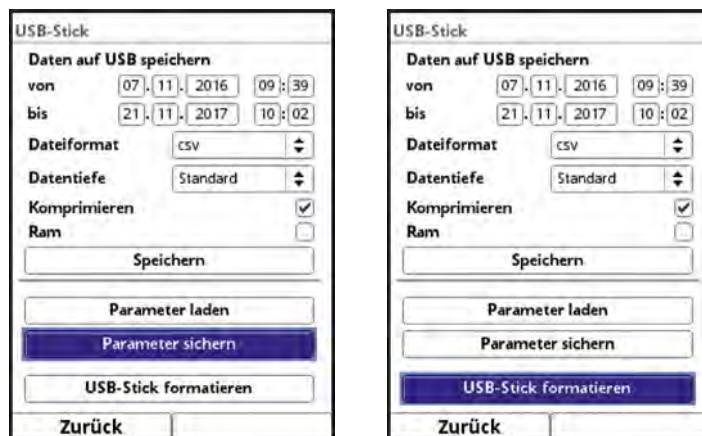 USB-Stick
Daten auf USB speichern
von 07. 11. 2016 09:39
bis 21. 11. 2017 10:02
Dateiformat csv
Datentiefe Standard
Komprimieren
Ram
Speichern
Parameter laden
Parameter sichern
USB-Stick formatieren
Zurück
USB-Stick
Daten auf USB speichern
von 07. 11. 2016 09:39
bis 21. 11. 2017 10:02
Dateiformat csv
Datentiefe Standard
Komprimieren
Ram
Speichern
Parameter laden
Parameter sichern
USB-Stick formatieren
Zurück